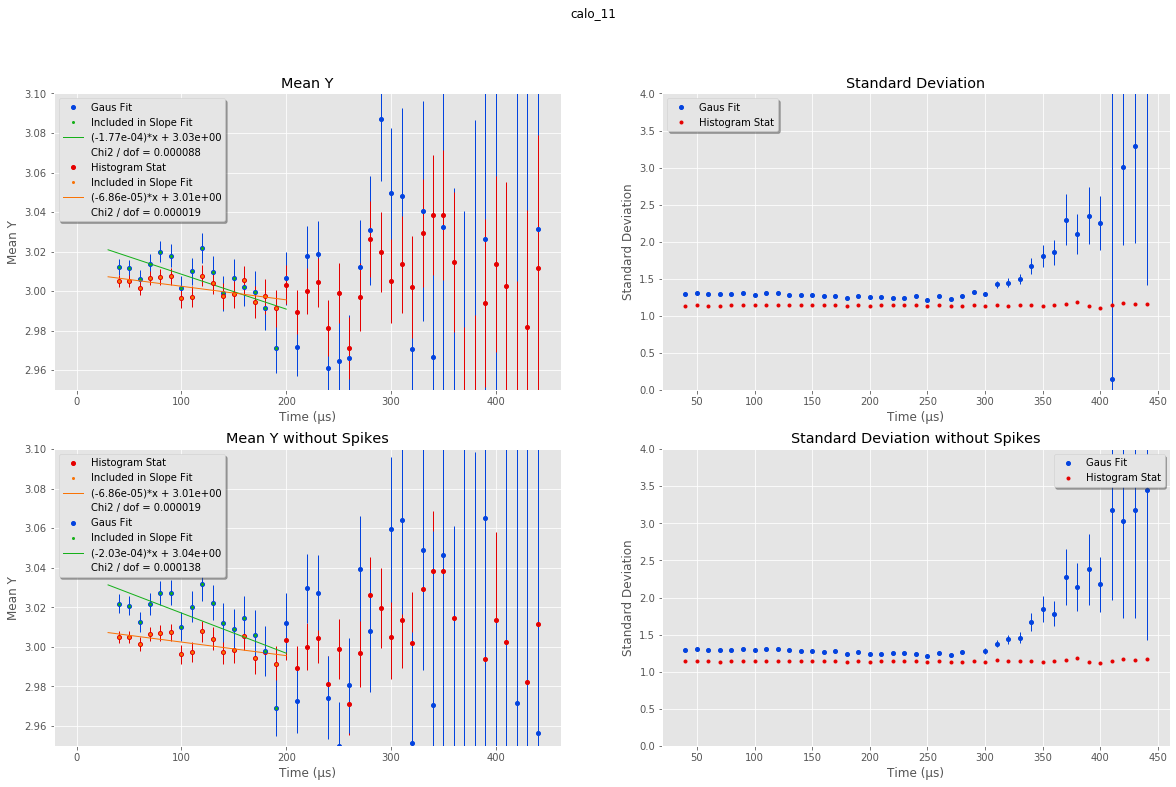 calo_11
Mean Y
Standard Deviation
3.10
3.08
3.06
3.04
3.02
3.00
2.98
2.96
Mean Y
Gaus Fit
Included in Slope Fit
(-1.77e-04)*x + 3.03e+00
Chi2 / dof = 0.000088
Histogram Stat
Included in Slope Fit
(-6.86e-05)*x + 3.01e+00
Chi2 / dof = 0.000019
0 100 200 300 400
Time (µs)
4.0
3.5
3.0
2.5
2.0
1.5
1.0
0.5
0.0
Standard Deviation
Gaus Fit
Histogram Stat
50 100 150 200 250 300 350 400 450
Time (µs)
Mean Y without Spikes
Standard Deviation without Spikes
3.10
3.08
3.06
3.04
3.02
3.00
2.98
2.96
Mean Y
Histogram Stat
Included in Slope Fit
(-6.86e-05)*x + 3.01e+00
Chi2 / dof = 0.000019
Gaus Fit
Included in Slope Fit
(-2.03e-04)*x + 3.04e+00
Chi2 / dof = 0.000138
0 100 200 300 400
Time (µs)
4.0
3.5
3.0
2.5
2.0
1.5
1.0
0.5
0.0
Standard Deviation
Gaus Fit
Histogram Stat
50 100 150 200 250 300 350 400 450
Time (µs)